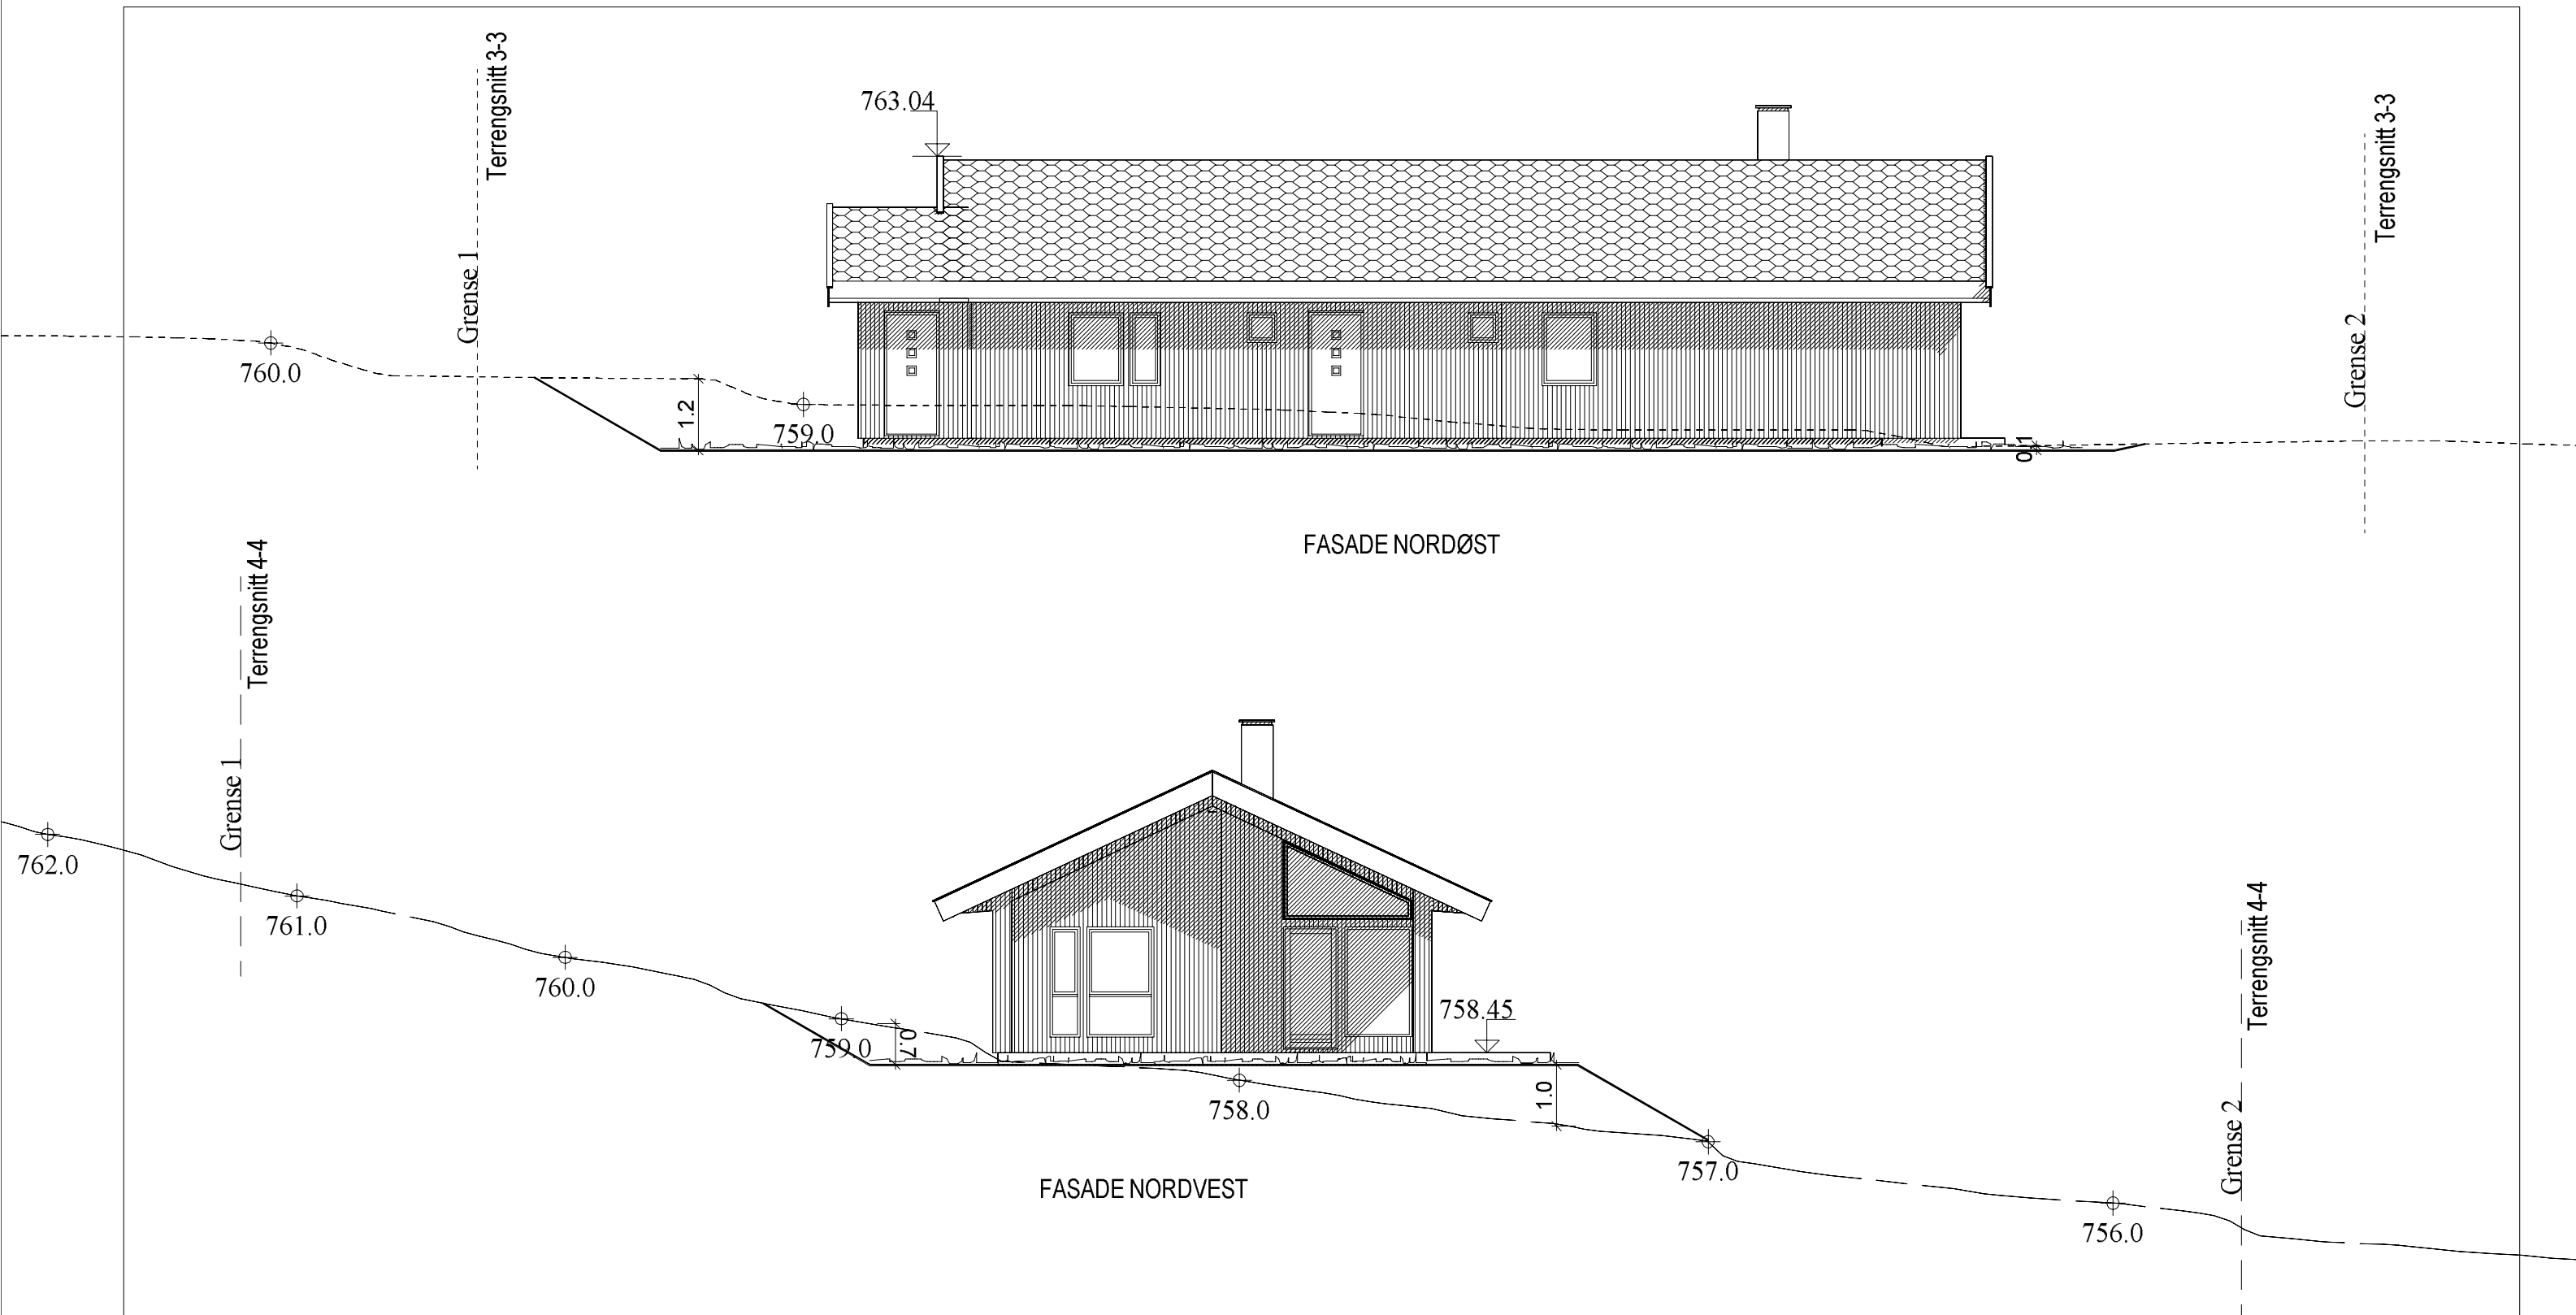 Terrengsnitt 3-3
763.04
Terrengsnitt 3-3
Grense 1
Grense 2
760.0
1.2
759.0
0.1
FASADE NORDØST
Terrengsnitt 4-4
Grense 1
762.0
761.0
Terrengsnitt 4-4
760.0
758.45
759.0
0.7
1.0
758.0
Grense 2
757.0
FASADE NORDVEST
756.0